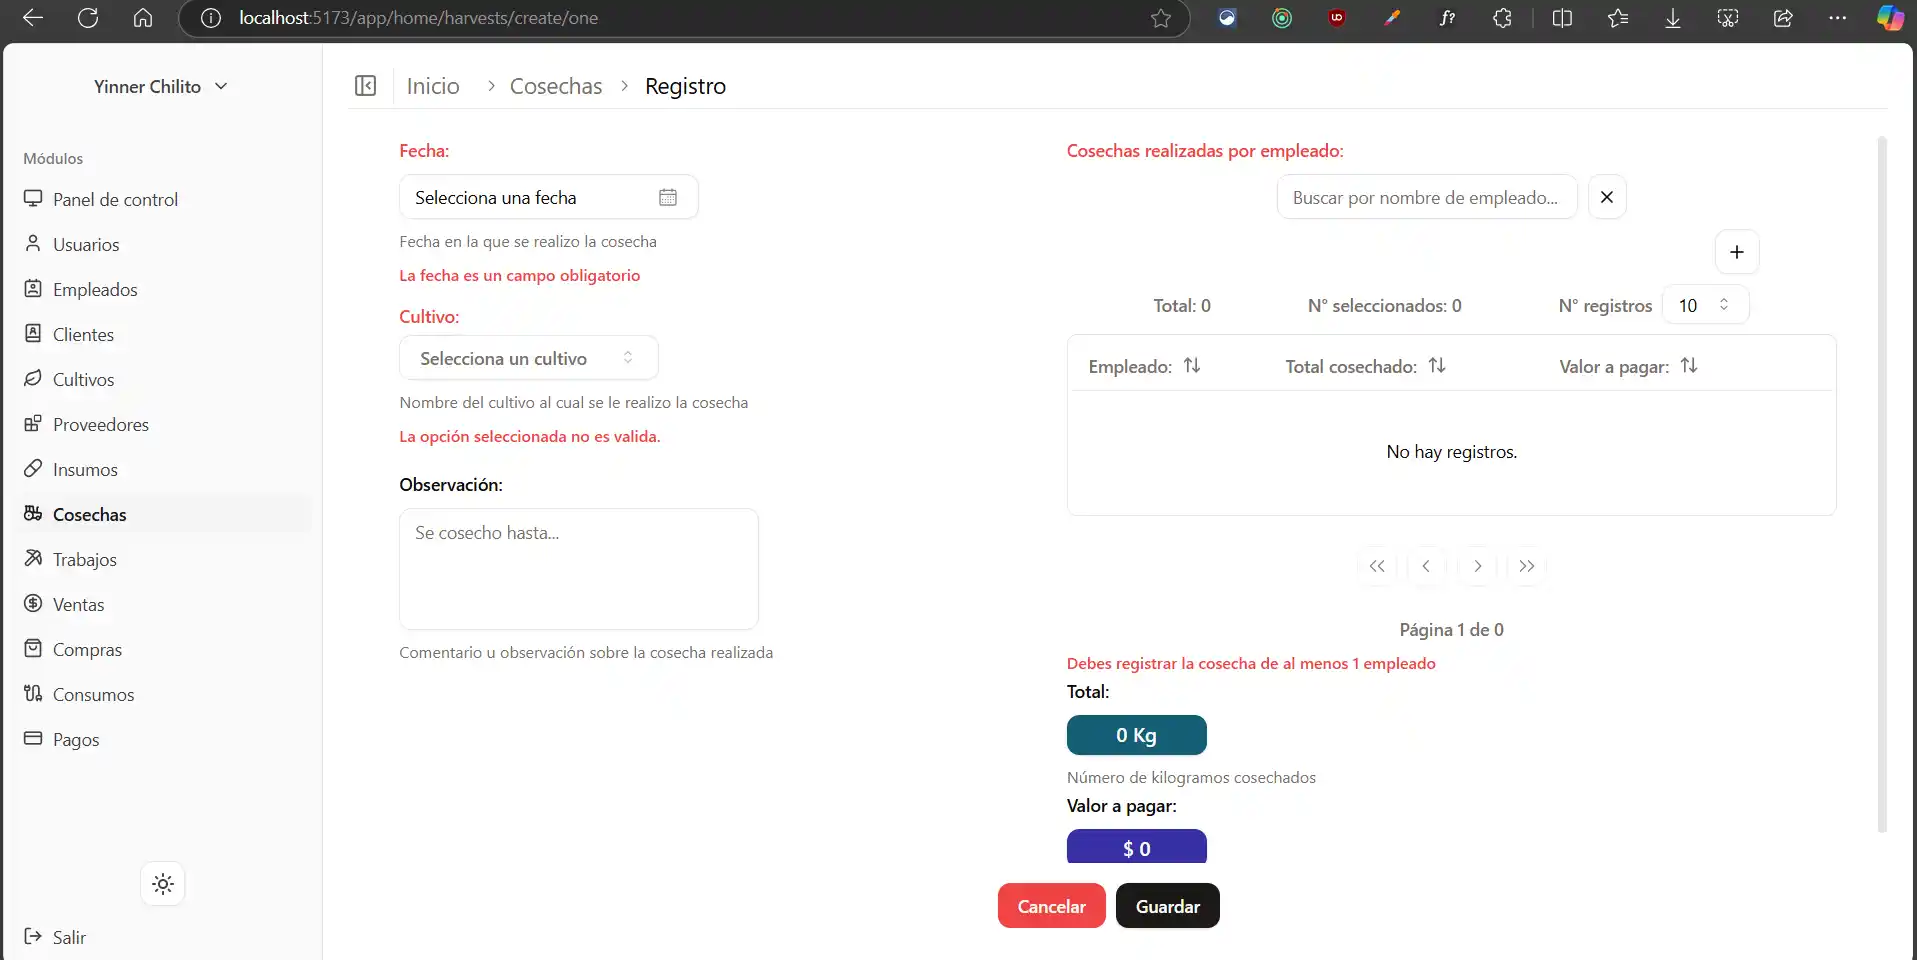 localhost:5173/app/home/harvests/create/one
Yinner Chilito
Módulos
Panel de control
Usuarios
Empleados
Clientes
Cultivos
Proveedores
Insumos
Cosechas
Trabajos
Ventas
Compras
Consumos
Pagos
Salir
Inicio > Cosechas > Registro
Fecha:
Selecciona una fecha
Fecha en la que se realizo la cosecha
La fecha es un campo obligatorio
Cultivo:
Selecciona un cultivo
Nombre del cultivo al cual se le realizo la cosecha
La opción seleccionada no es valida.
Observación:
Se cosecho hasta...
Comentario u observación sobre la cosecha realizada
Cosechas realizadas por empleado:
Buscar por nombre de empleado...
Total: 0 N° seleccionados: 0 N° registros 10
Empleado: Total cosechado: Valor a pagar:
No hay registros.
Página 1 de 0
Debes registrar la cosecha de al menos 1 empleado
Total:
0 Kg
Número de kilogramos cosechados
Valor a pagar:
$ 0
Cancelar Guardar